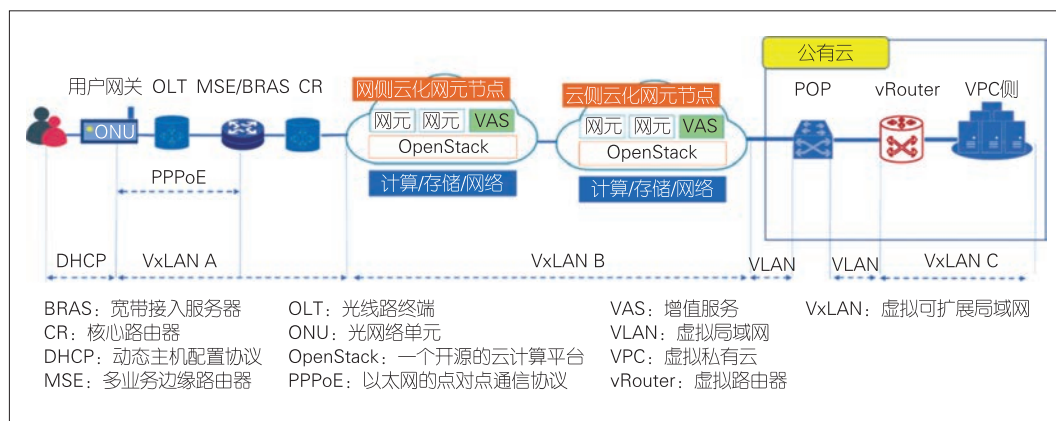 公有云
用户网关 OLT MSE/BRAS CR
网侧云化网元节点
云侧云化网元节点
POP vRouter VPC侧
ONU
网元 网元 VAS
OpenStack
计算/存储/网络
网元 网元 VAS
OpenStack
计算/存储/网络
PPPoE
DHCP VxLAN A VxLAN B VLAN VLAN VxLAN C
BRAS：宽带接入服务器
CR：核心路由器
DHCP：动态主机配置协议
MSE：多业务边缘路由器
OLT：光线路终端
ONU：光网络单元
OpenStack：一个开源的云计算平台
PPPoE：以太网的点对点通信协议
VAS：增值服务
VLAN：虚拟局域网
VPC：虚拟私有云
vRouter：虚拟路由器
VxLAN：虚拟可扩展局域网